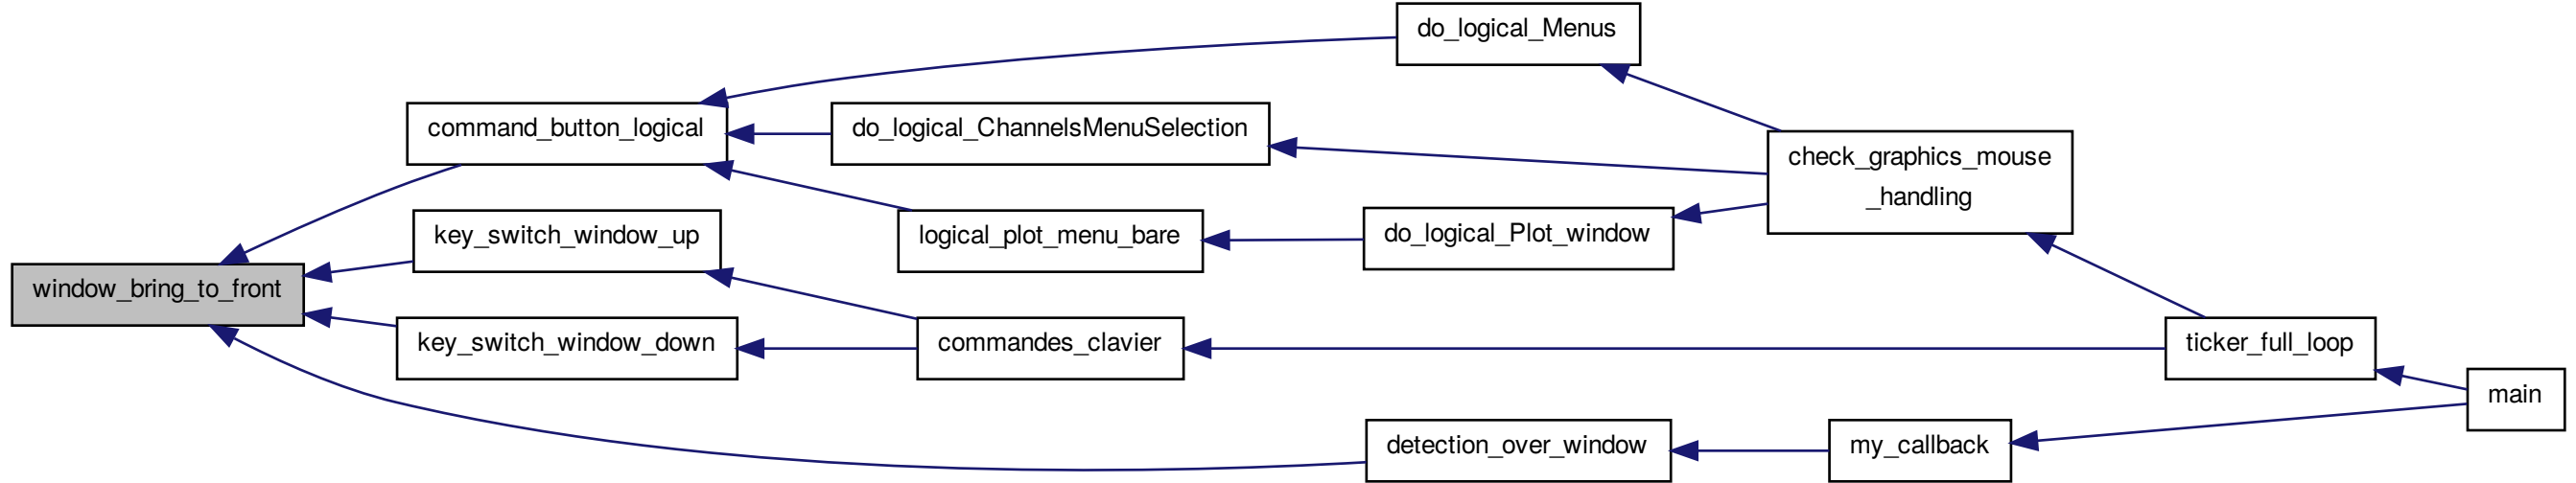 do_logical_Menus
command_button_logical
do_logical_ChannelsMenuSelection
check_graphics_mouse
_handling
key_switch_window_up
logical_plot_menu_bare
do_logical_Plot_window
window_bring_to_front
key_switch_window_down
commandes_clavier
ticker_full_loop
main
detection_over_window
my_callback